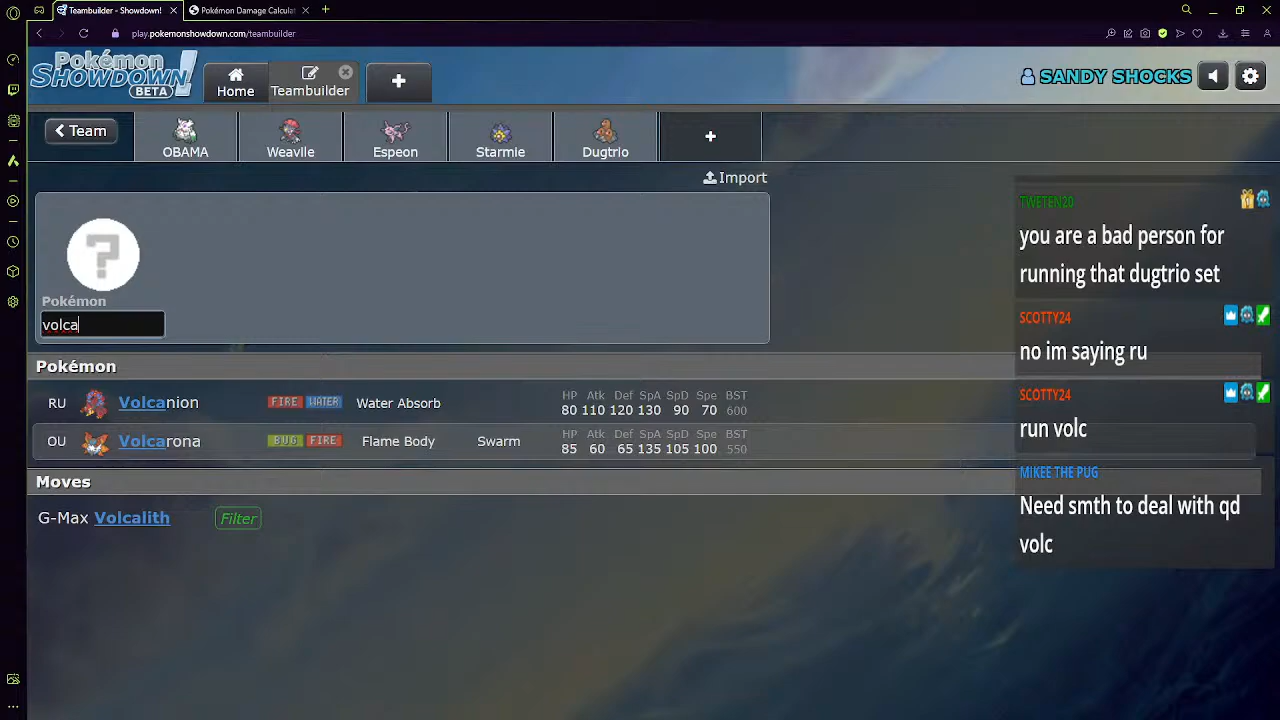 Teambuilder - Showdown!
Pokémon Damage Calculat
play.pokemonshowdown.com/teambuilder
Pokémon
SHOWDOWN!
BETA
Home
Teambuilder
SANDY SHOCKS
Team
OBAMA
Weavile
Espeon
Starmie
Dugtrio
Import
Pokémon
volca
Pokémon
RU Volcanion FIRE WATER Water Absorb HP 80 Atk 110 Def 120 SpA 130 SpD 90 Spe 70 BST 600
OU Volcarona BUG FIRE Flame Body Swarm HP 85 Atk 60 Def 65 SpA 135 SpD 105 Spe 100 BST 550
Moves
G-Max Volcalith Filter
TWETEN20
you are a bad person for
running that dugtrio set
SCOTTY24
no im saying ru
SCOTTY24
run volc
MIKEE THE PUG
Need smth to deal with qd
volc